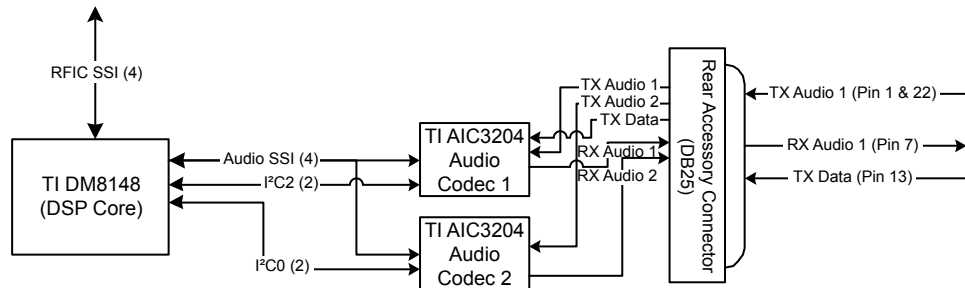 RFIC SSI (4)
TI DM8148
(DSP Core)
Audio SSI (4)
I²C2 (2)
I²C0 (2)
TI AIC3204
Audio
Codec 1
TI AIC3204
Audio
Codec 2
TX Audio 1
TX Audio 2
TX Data
RX Audio 1
RX Audio 2
Rear Accessory Connector
(DB25)
TX Audio 1 (Pin 1 & 22)
RX Audio 1 (Pin 7)
TX Data (Pin 13)